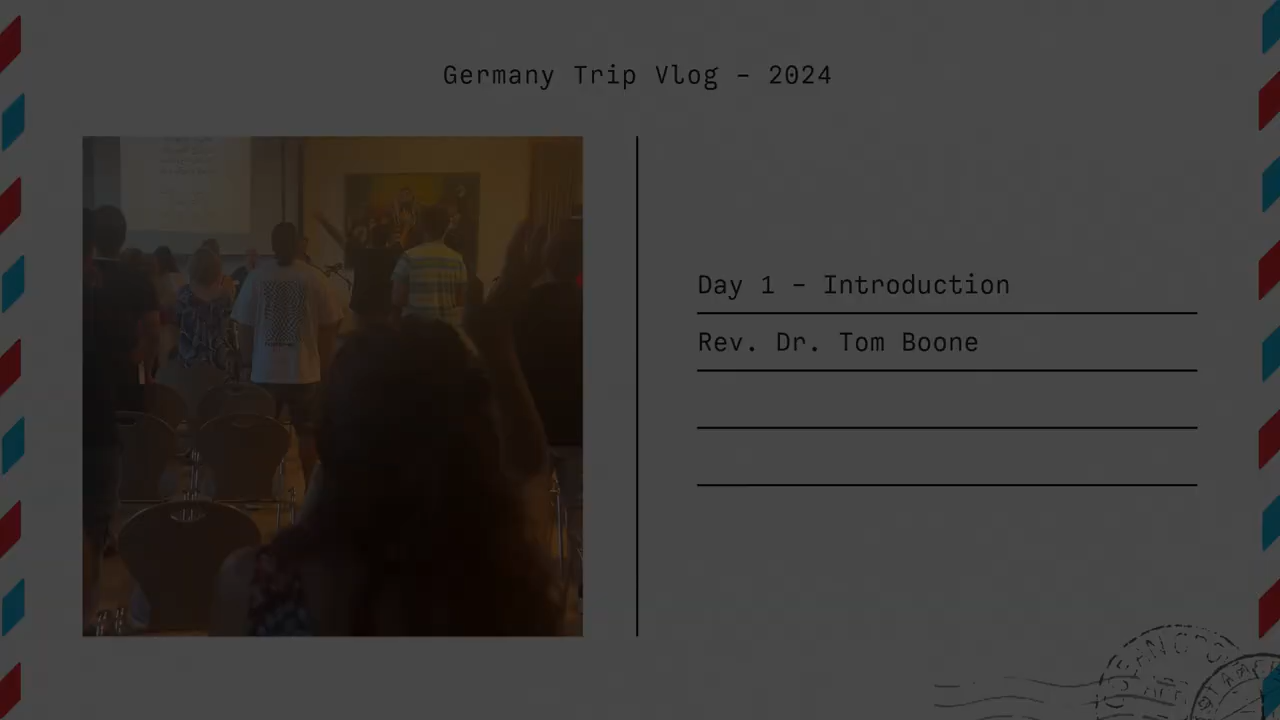 Germany Trip Vlog – 2024
Day 1 – Introduction
Rev. Dr. Tom Boone